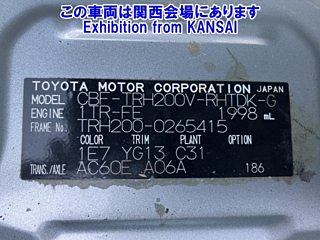 この車両は関西会場にあります
Exhibition from KANSAI
TOYOTA MOTOR CORPORATION JAPAN
MODEL CBF-TRH200V-RHTDK-G
ENGINE 1TR-FE 1998 mL
FRAME No. TRH200-0265415
COLOR TRIM PLANT OPTION
1E7 YG13 C31
TRANS./AXLE AC60E A06A 186